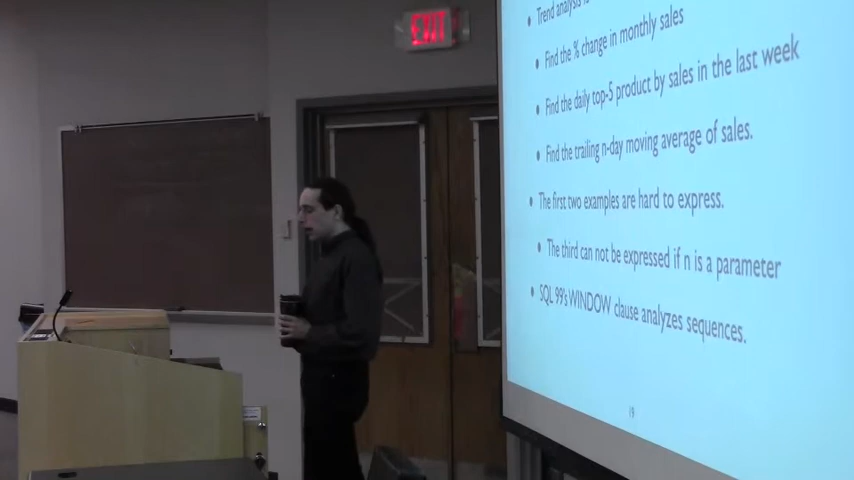 EXIT
• Trend analysis
• Find the % change in monthly sales
• Find the daily top-5 product by sales in the last week
• Find the trailing n-day moving average of sales.
• The first two examples are hard to express.
• The third can not be expressed if n is a parameter
• SQL 99's WINDOW clause analyzes sequences.
19